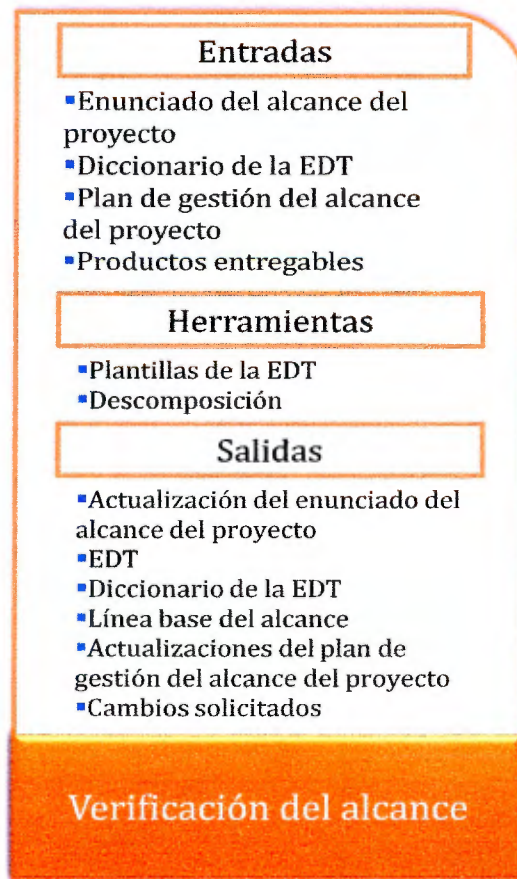 Entradas
▪Enunciado del alcance del
proyecto
▪Diccionario de la EDT
▪Plan de gestión del alcance
del proyecto
▪Productos entregables
Herramientas
▪Plantillas de la EDT
▪Descomposición
Salidas
▪Actualización del enunciado del
alcance del proyecto
▪EDT
▪Diccionario de la EDT
▪Línea base del alcance
▪Actualizaciones del plan de
gestión del alcance del proyecto
▪Cambios solicitados
Verificación del alcance